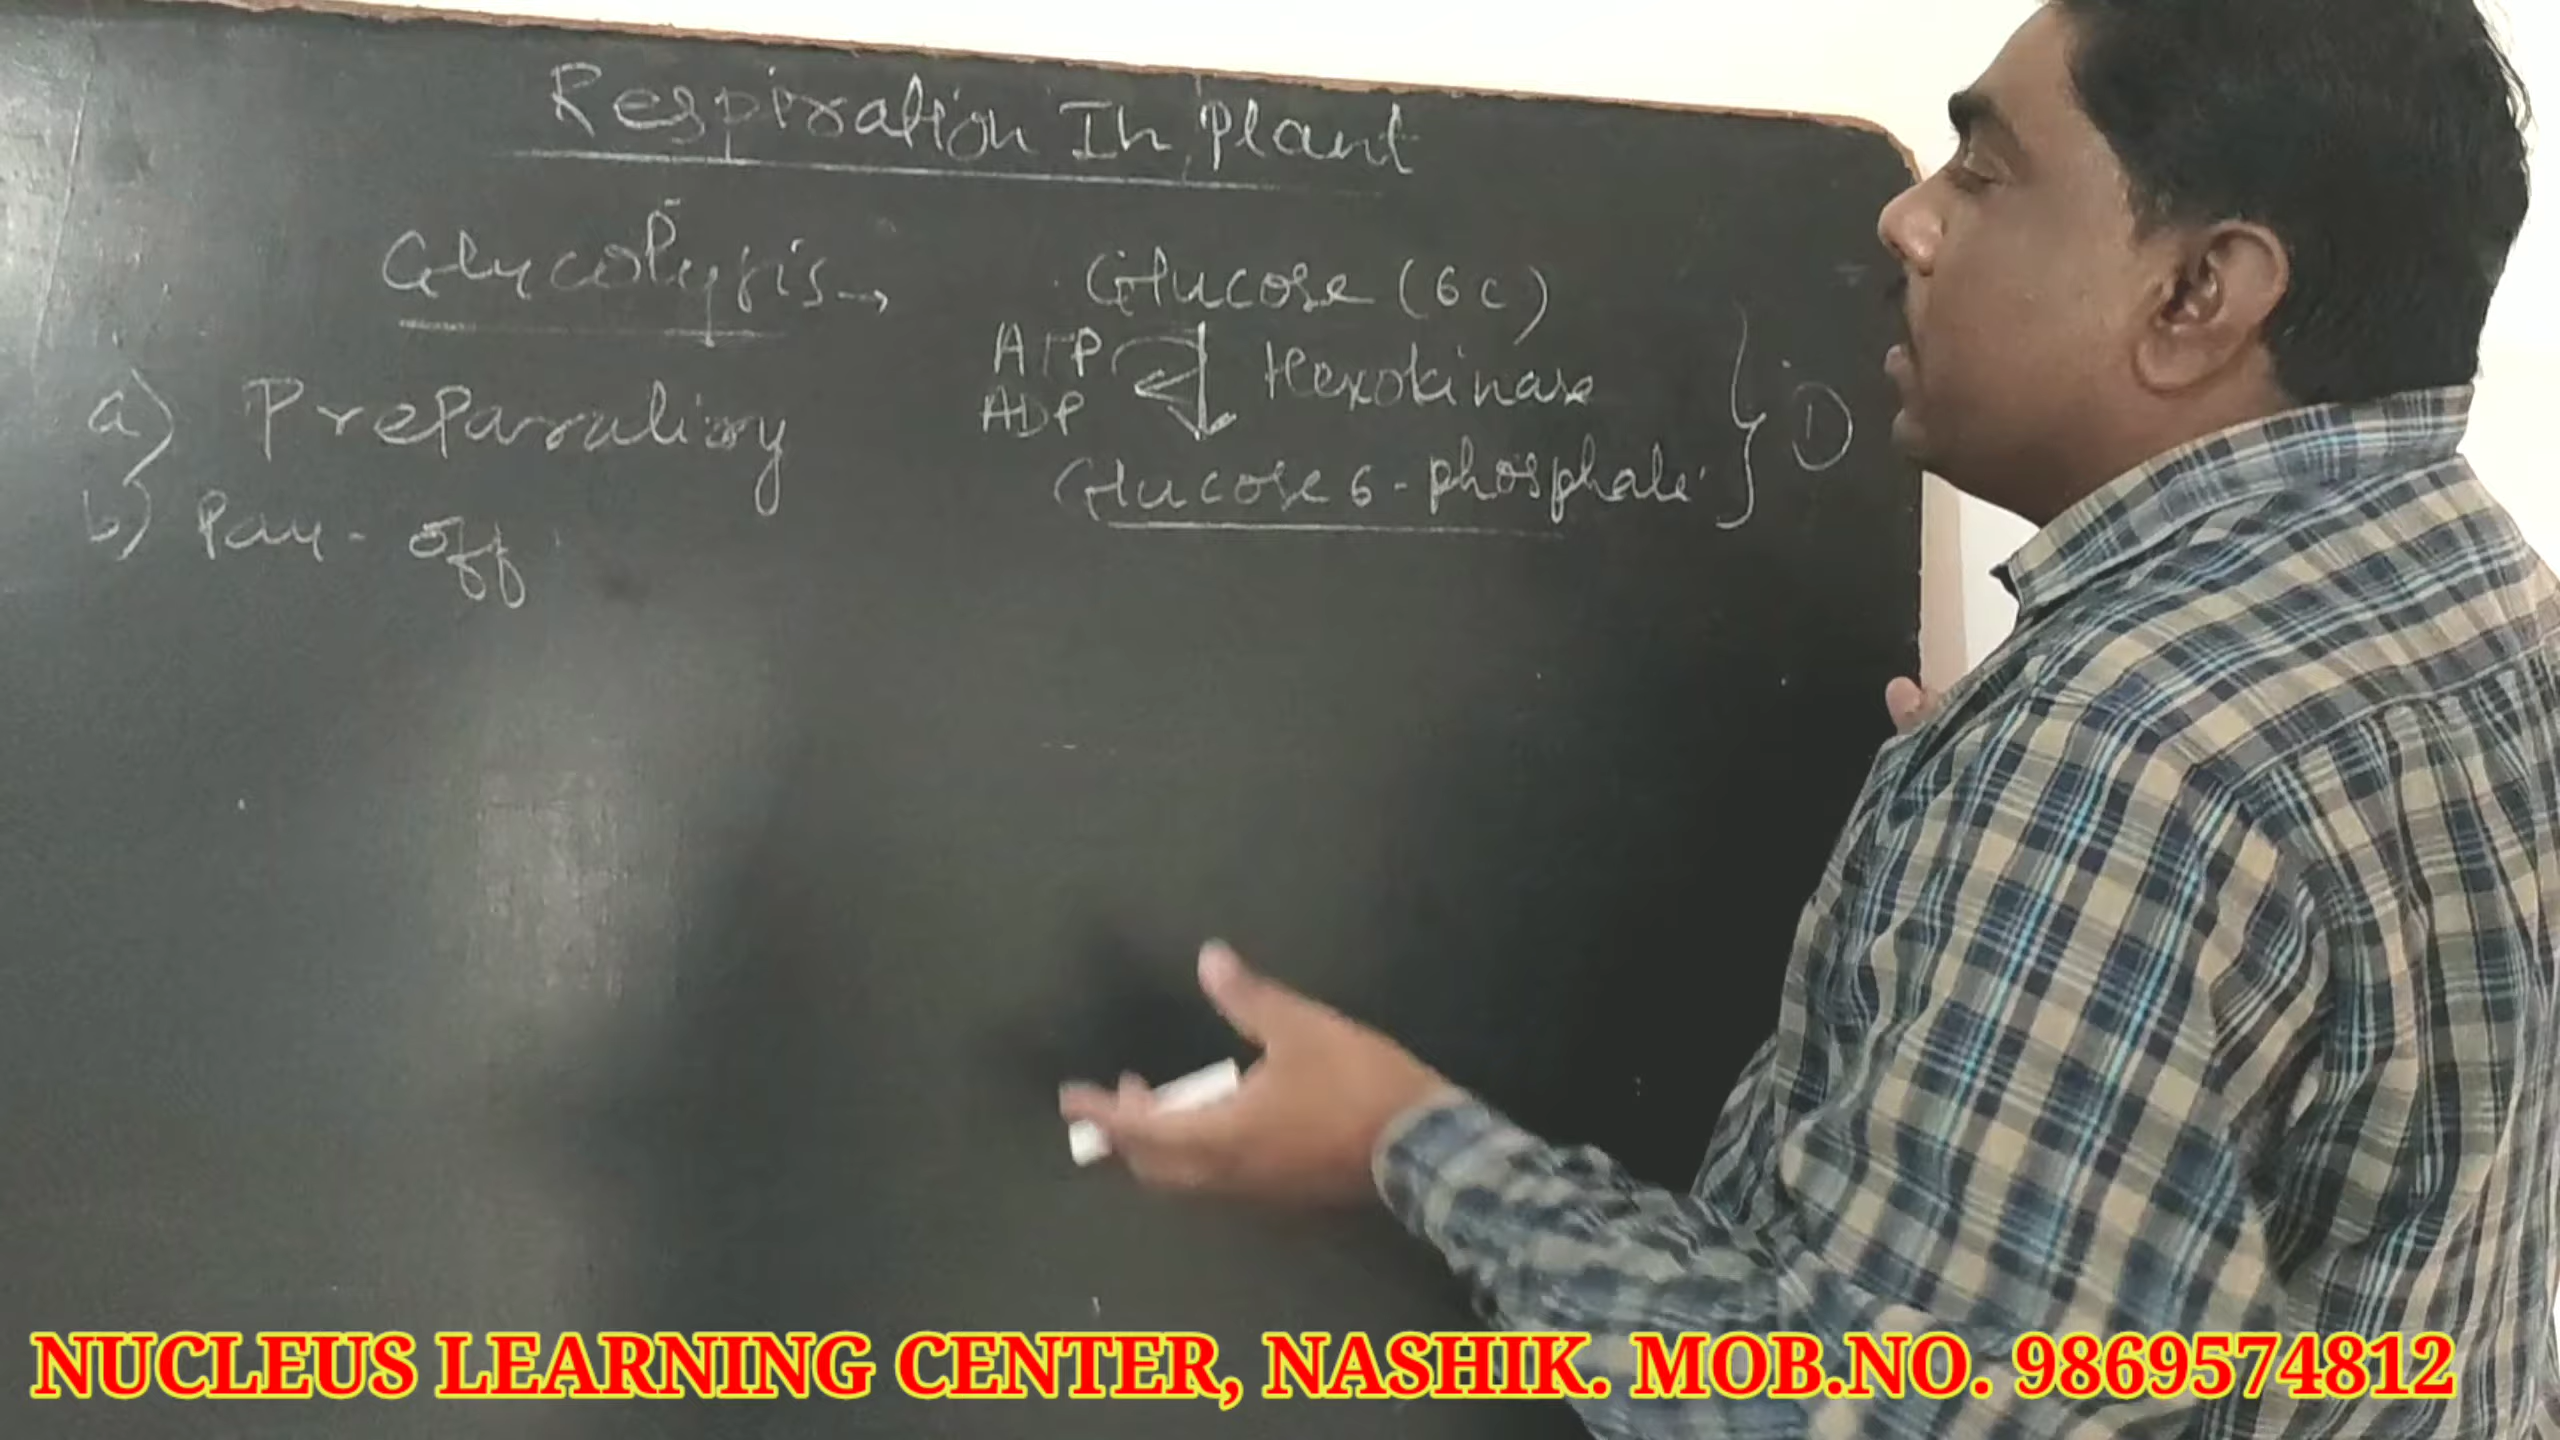 Respiration In Plant
Glycolysis →
a) Preparatory
b) Pay-off
Glucose (6c)
ATP
ADP
Hexokinase
Glucose 6-phosphate
1
NUCLEUS LEARNING CENTER, NASHIK. MOB.NO. 9869574812